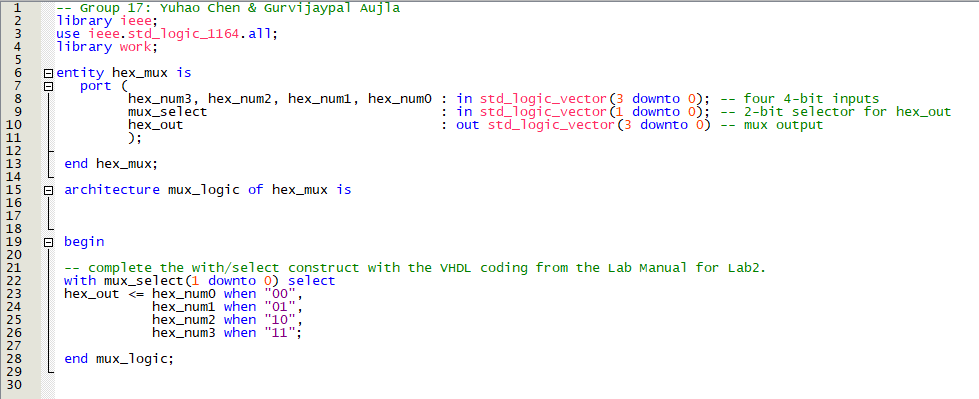 1 -- Group 17: Yuhao Chen & Gurvijaypal Aujla
2 library ieee;
3 use ieee.std_logic_1164.all;
4 library work;
5
6 entity hex_mux is
7 port (
8 hex_num3, hex_num2, hex_num1, hex_num0 : in std_logic_vector(3 downto 0); -- four 4-bit inputs
9 mux_select : in std_logic_vector(1 downto 0); -- 2-bit selector for hex_out
10 hex_out : out std_logic_vector(3 downto 0) -- mux output
11 );
12
13 end hex_mux;
14
15 architecture mux_logic of hex_mux is
16
17
18
19 begin
20
21 -- complete the with/select construct with the VHDL coding from the Lab Manual for Lab2.
22 with mux_select(1 downto 0) select
23 hex_out <= hex_num0 when "00",
24 hex_num1 when "01",
25 hex_num2 when "10",
26 hex_num3 when "11";
27
28 end mux_logic;
29
30